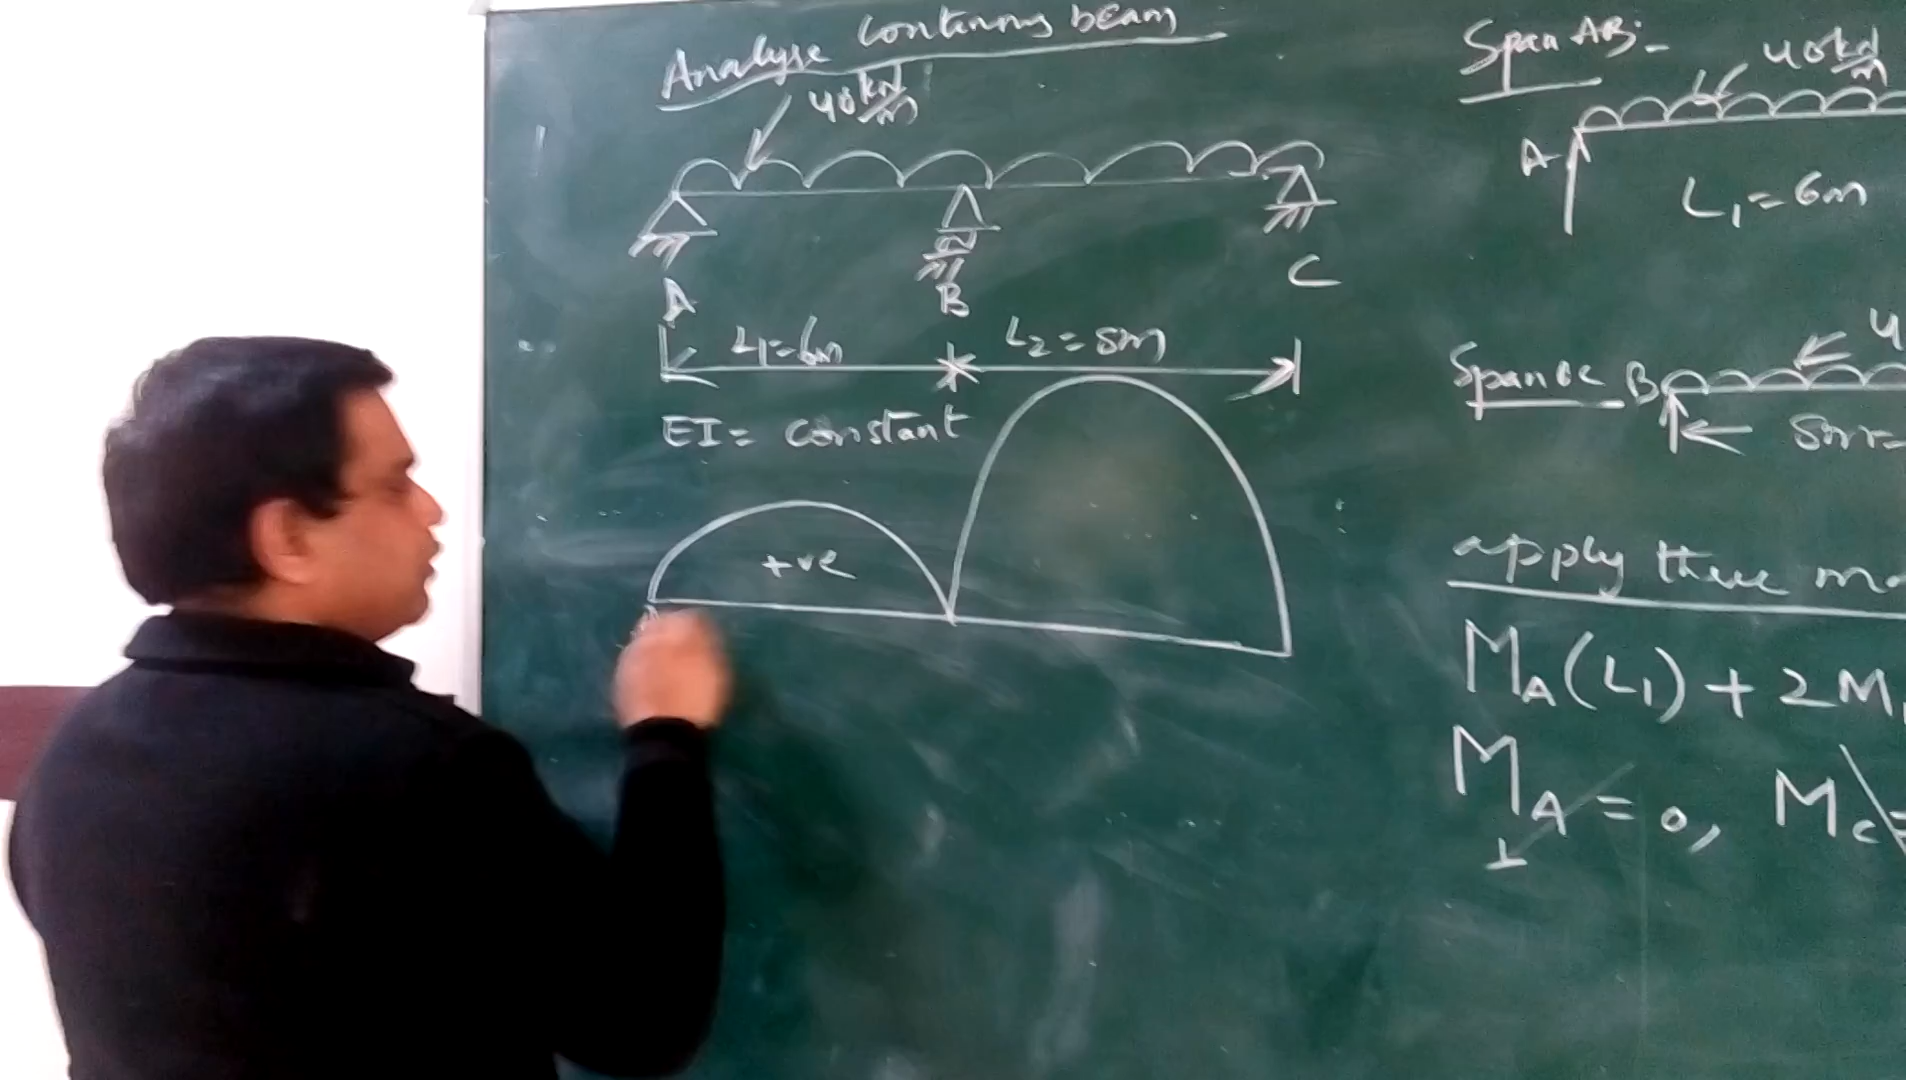 Analyse continous beam
40kN/m
A
B
C
L1=6m
L2=8m
EI= constant
+ve
Span AB:-
40kN/m
A
L1=6m
Span BC
B
8m
apply three mo
MA(L1)+2M
MA=0, Mc=